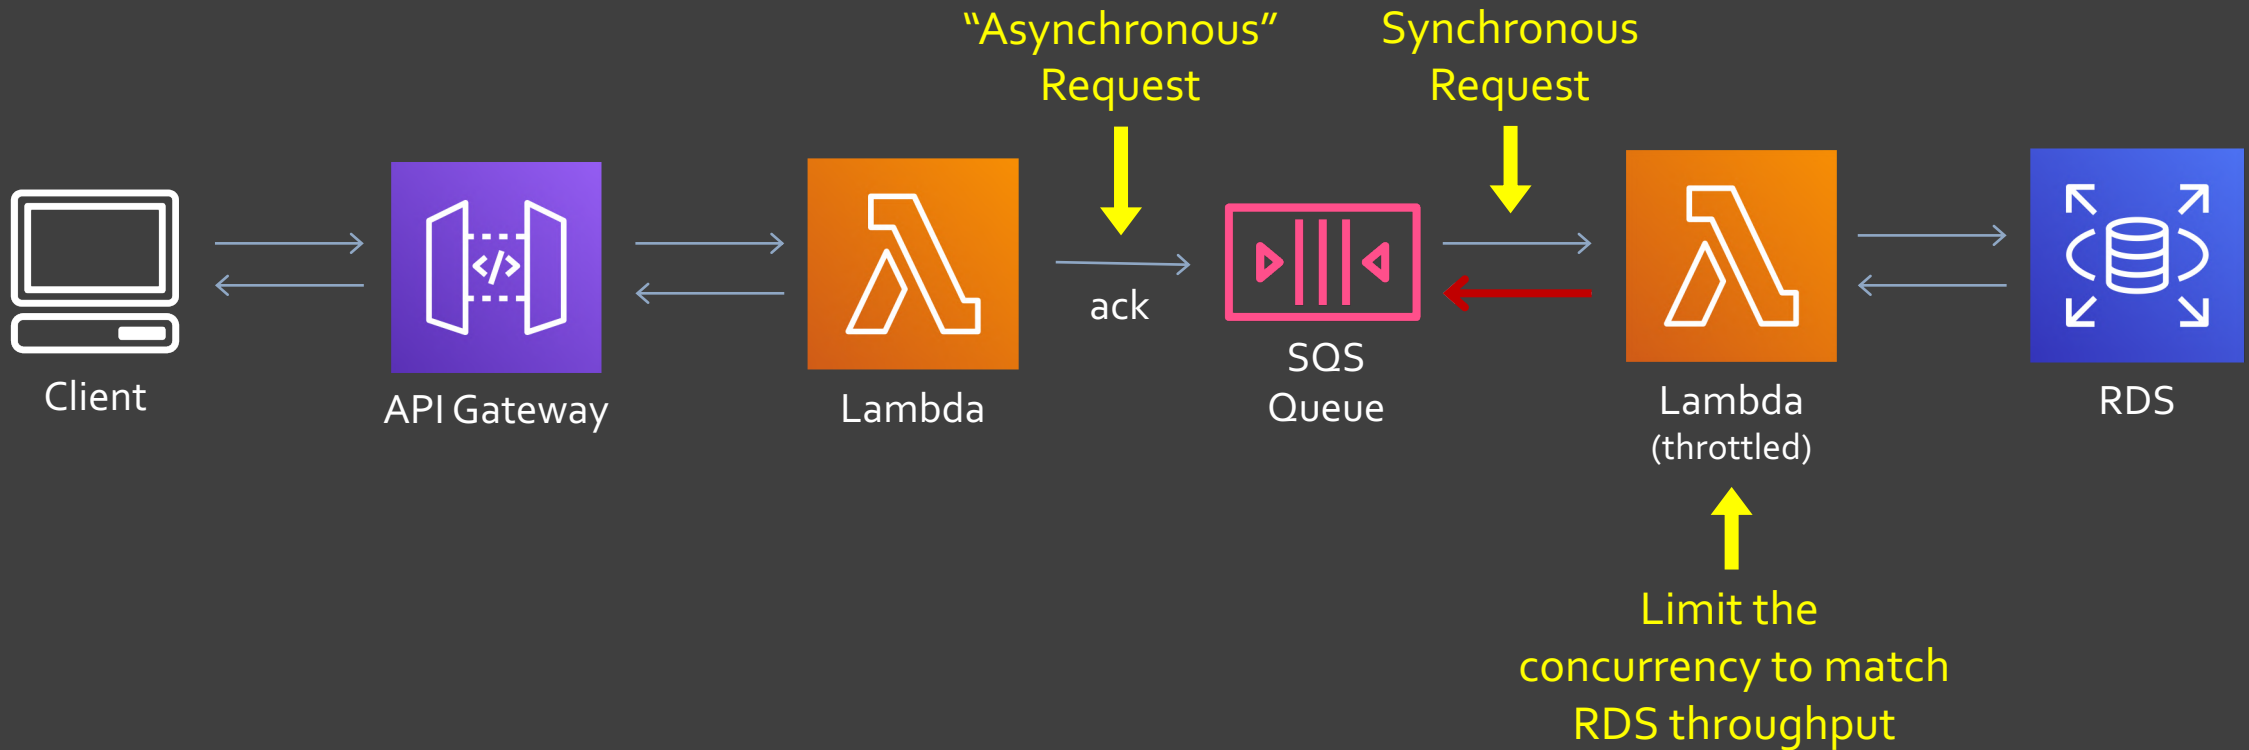 “Asynchronous”
Request
Synchronous
Request
</>
ack
Client
API Gateway
Lambda
SQS
Queue
Lambda
(throttled)
RDS
Limit the
concurrency to match
RDS throughput